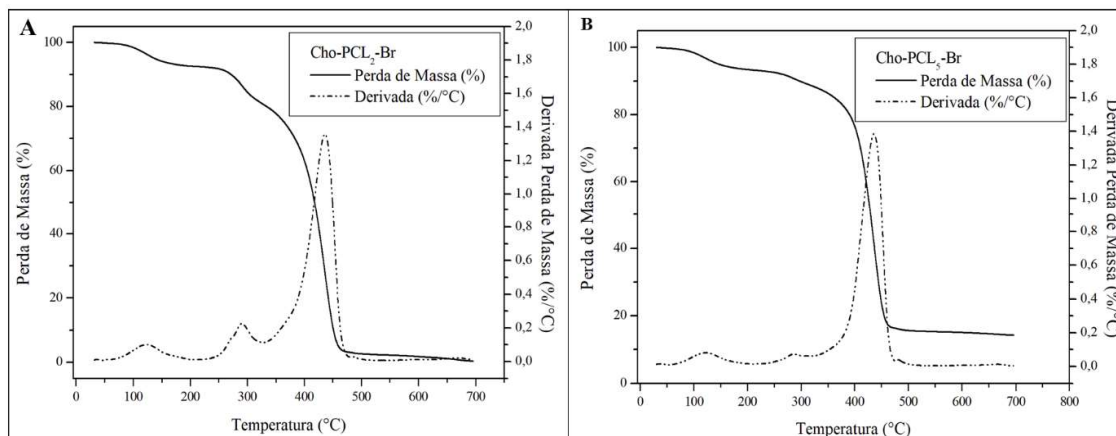 A
Cho-PCL2-Br
Perda de Massa (%)
Derivada (%/°C)
100
80
60
40
20
0
Perda de Massa (%)
2,0
1,8
1,6
1,4
1,2
1,0
0,8
0,6
0,4
0,2
0,0
Derivada Perda de
Massa (%/°C)
0 100 200 300 400 500 600 700
Temperatura (°C)
B
Cho-PCL5-Br
Perda de Massa (%)
Derivada (%/°C)
100
80
60
40
20
0
Perda de Massa (%)
2,0
1,8
1,6
1,4
1,2
1,0
0,8
0,6
0,4
0,2
0,0
Derivada Perda de
Massa (%/°C)
0 100 200 300 400 500 600 700 800
Temperatura (°C)